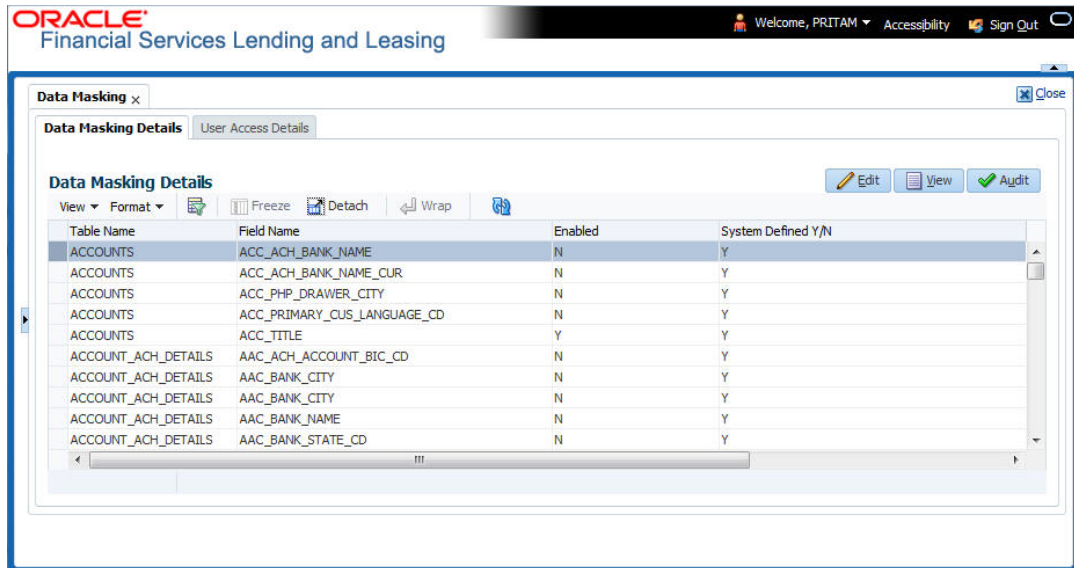 ORACLE
Financial Services Lending and Leasing
Welcome, PRITAM Accessibility Sign Out
Data Masking x
Close
Data Masking Details User Access Details
Data Masking Details
Edit View Audit
View Format Freeze Detach Wrap
Table Name Field Name Enabled System Defined Y/N
ACCOUNTS ACC_ACH_BANK_NAME N Y
ACCOUNTS ACC_ACH_BANK_NAME_CUR N Y
ACCOUNTS ACC_PHP_DRAWER_CITY N Y
ACCOUNTS ACC_PRIMARY_CUS_LANGUAGE_CD N Y
ACCOUNTS ACC_TITLE Y Y
ACCOUNT_ACH_DETAILS AAC_ACH_ACCOUNT_BIC_CD N Y
ACCOUNT_ACH_DETAILS AAC_BANK_CITY N Y
ACCOUNT_ACH_DETAILS AAC_BANK_CITY N Y
ACCOUNT_ACH_DETAILS AAC_BANK_NAME N Y
ACCOUNT_ACH_DETAILS AAC_BANK_STATE_CD N Y